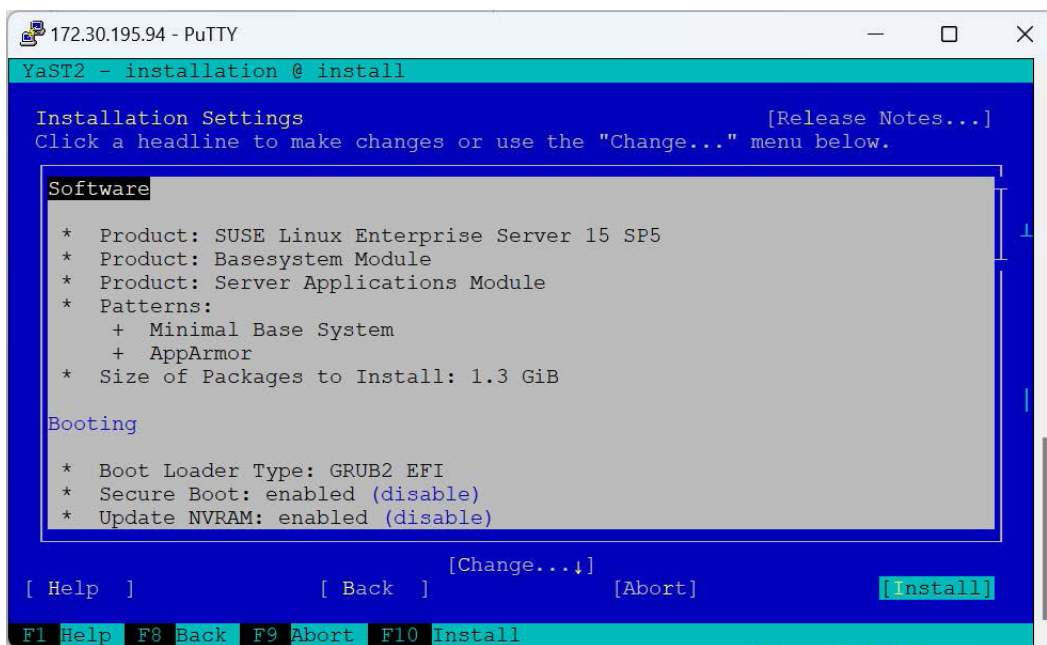 172.30.195.94 - PuTTY
YaST2 - installation @ install
Installation Settings [Release Notes...]
Click a headline to make changes or use the "Change..." menu below.
Software
* Product: SUSE Linux Enterprise Server 15 SP5
* Product: Basesystem Module
* Product: Server Applications Module
* Patterns:
+ Minimal Base System
+ AppArmor
* Size of Packages to Install: 1.3 GiB
Booting
* Boot Loader Type: GRUB2 EFI
* Secure Boot: enabled (disable)
* Update NVRAM: enabled (disable)
[Change...↓]
[ Help ] [ Back ] [Abort] [Install]
F1 Help F8 Back F9 Abort F10 Install